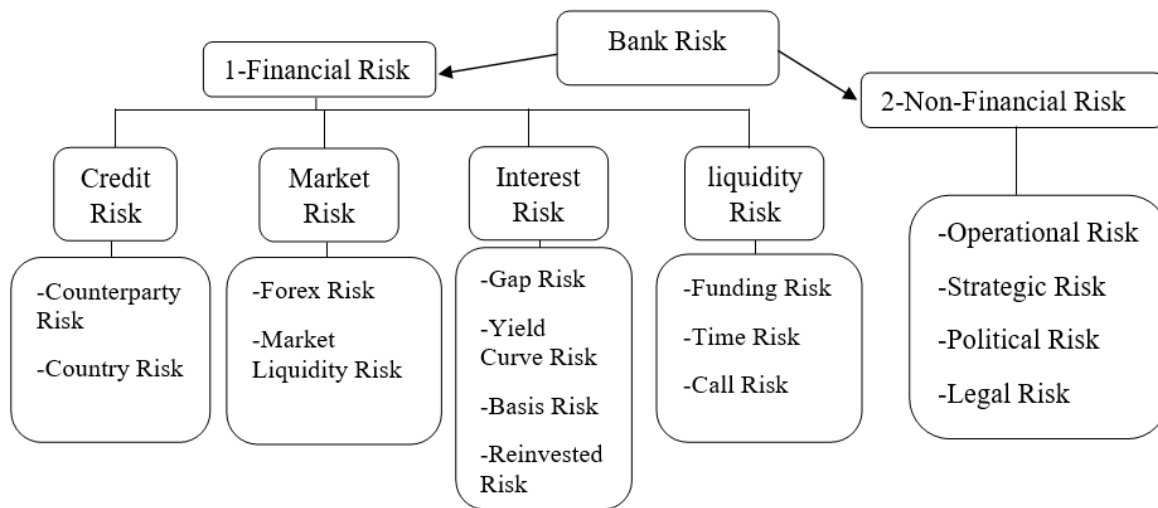 Bank Risk
1-Financial Risk
2-Non-Financial Risk
Credit
Risk
Market
Risk
Interest
Risk
liquidity
Risk
-Counterparty
Risk
-Country Risk
-Forex Risk
-Market
Liquidity Risk
-Gap Risk
-Yield
Curve Risk
-Basis Risk
-Reinvested
Risk
-Funding Risk
-Time Risk
-Call Risk
-Operational Risk
-Strategic Risk
-Political Risk
-Legal Risk